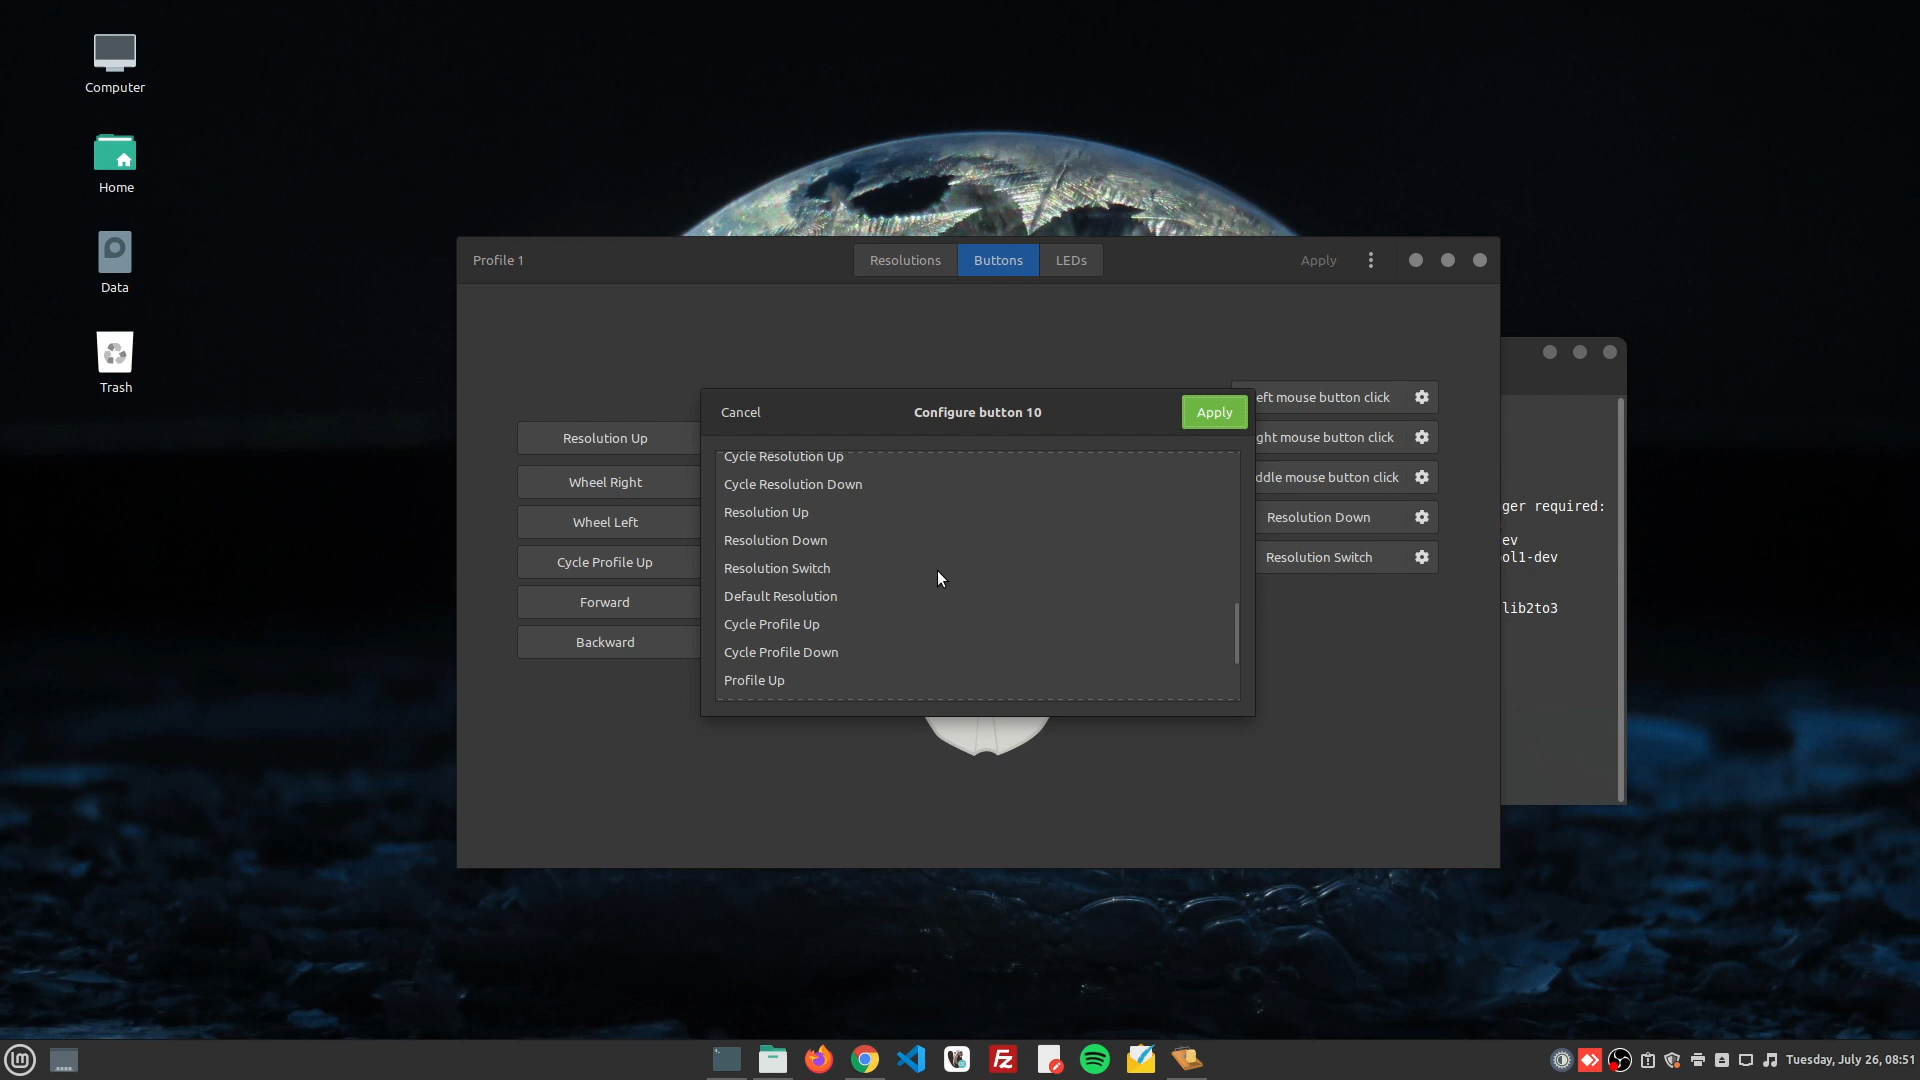 Computer
Home
Data
Trash
Profile 1
Resolutions
Buttons
LEDs
Apply
Resolution Up
Wheel Right
Wheel Left
Cycle Profile Up
Forward
Backward
Cancel
Configure button 10
Apply
Cycle Resolution Up
Cycle Resolution Down
Resolution Up
Resolution Down
Resolution Switch
Default Resolution
Cycle Profile Up
Cycle Profile Down
Profile Up
eft mouse button click
ght mouse button click
ddle mouse button click
Resolution Down
Resolution Switch
ger required:
ev
ol1-dev
lib2to3
lm
Fz
Tuesday, July 26, 08:51